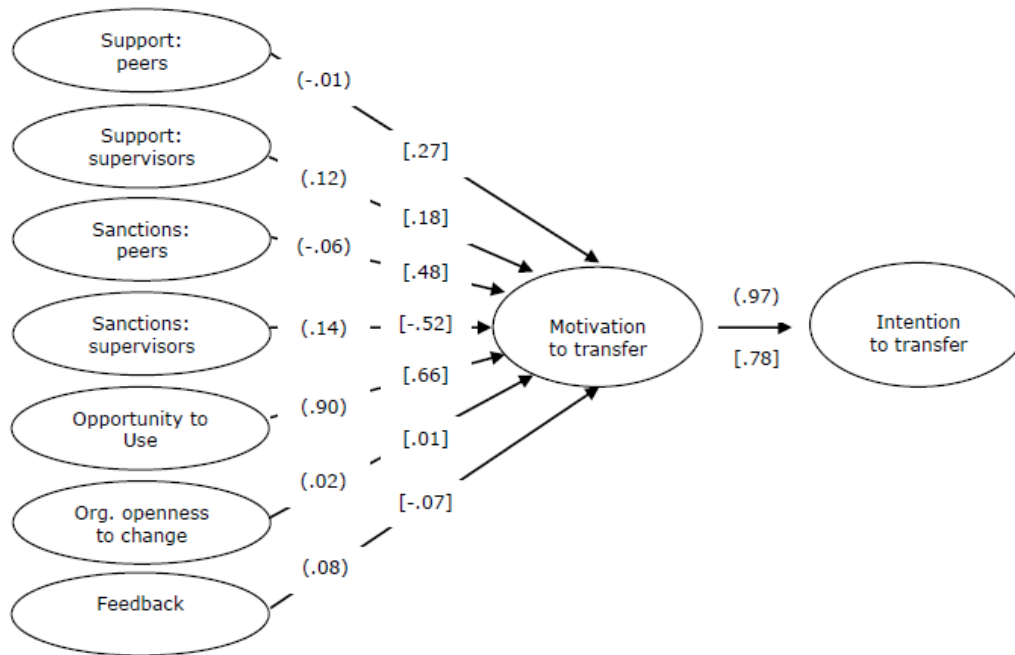 Support:
peers
(-.01)
[.27]
Support:
supervisors
(.12)
[.18]
Sanctions:
peers
(-.06)
[.48]
Sanctions:
supervisors
(.14)
[-.52]
Opportunity to
Use
(.90)
[.66]
Org. openness
to change
(.02)
[.01]
Feedback
(.08)
[-.07]
Motivation
to transfer
(.97)
[.78]
Intention
to transfer